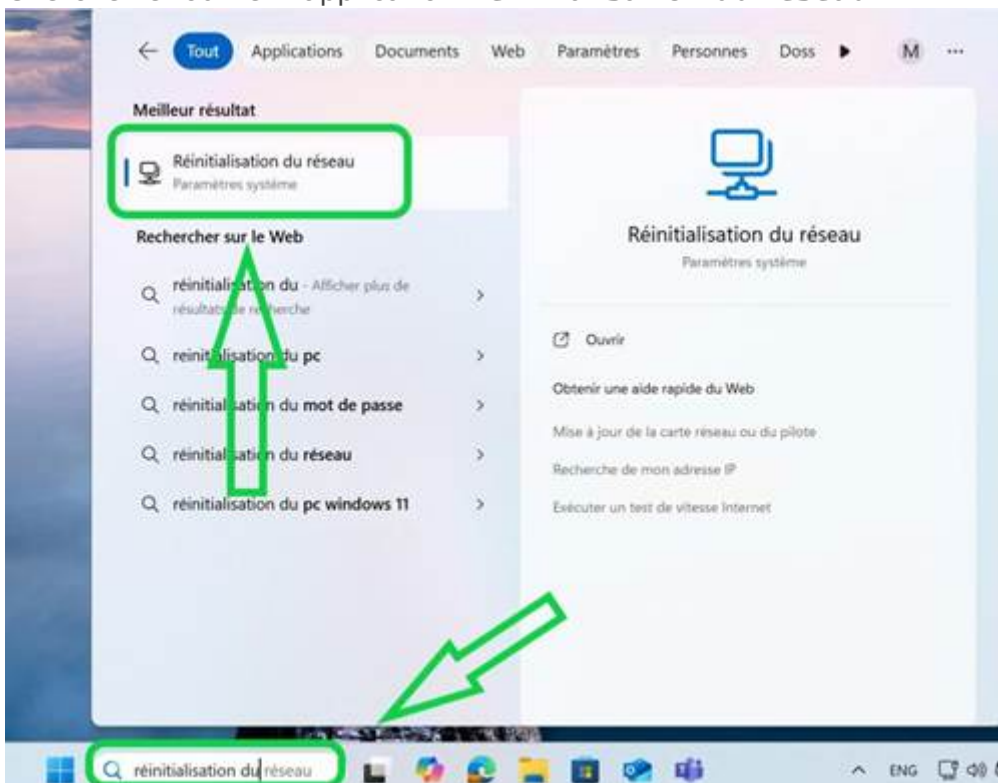 Tout Applications Documents Web Paramètres Personnes Doss M
Meilleur résultat
Réinitialisation du réseau
Paramètres système
Rechercher sur le Web
réinitialisation du - Afficher plus de
résultats de recherche
reinitialisation du pc
réinitialisation du mot de passe
réinitialisation du réseau
réinitialisation du pc windows 11
Réinitialisation du réseau
Paramètres système
Ouvrir
Obtenir une aide rapide du Web
Mise à jour de la carte réseau ou du pilote
Recherche de mon adresse IP
Exécuter un test de vitesse Internet
réinitialisation du réseau
ENG